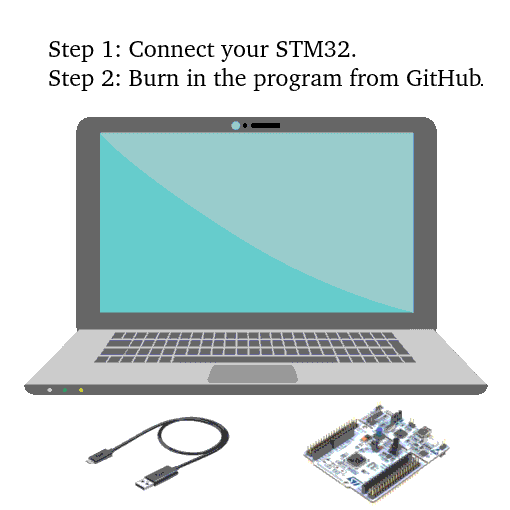 Step 1: Connect your STM32.
Step 2: Burn in the program from GitHub.